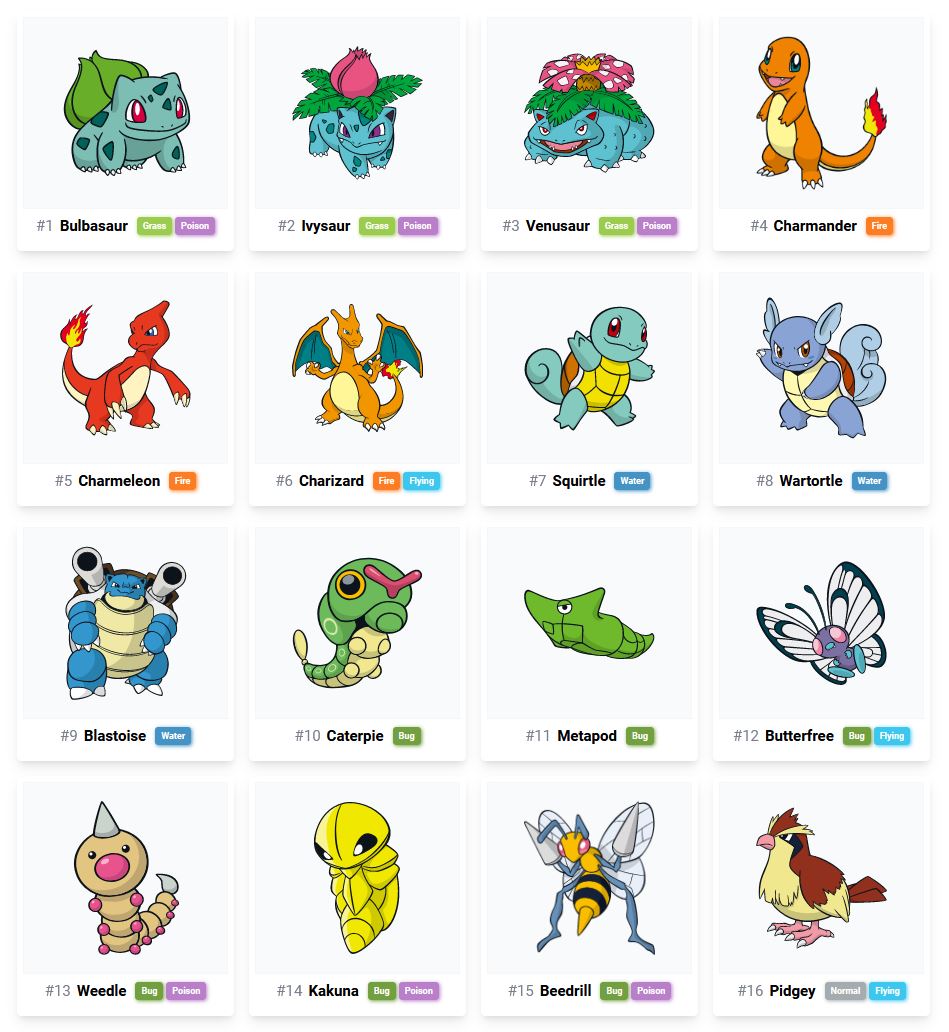 #1 Bulbasaur Grass Poison
#2 Ivysaur Grass Poison
#3 Venusaur Grass Poison
#4 Charmander Fire
#5 Charmeleon Fire
#6 Charizard Fire Flying
#7 Squirtle Water
#8 Wartortle Water
#9 Blastoise Water
#10 Caterpie Bug
#11 Metapod Bug
#12 Butterfree Bug Flying
#13 Weedle Bug Poison
#14 Kakuna Bug Poison
#15 Beedrill Bug Poison
#16 Pidgey Normal Flying